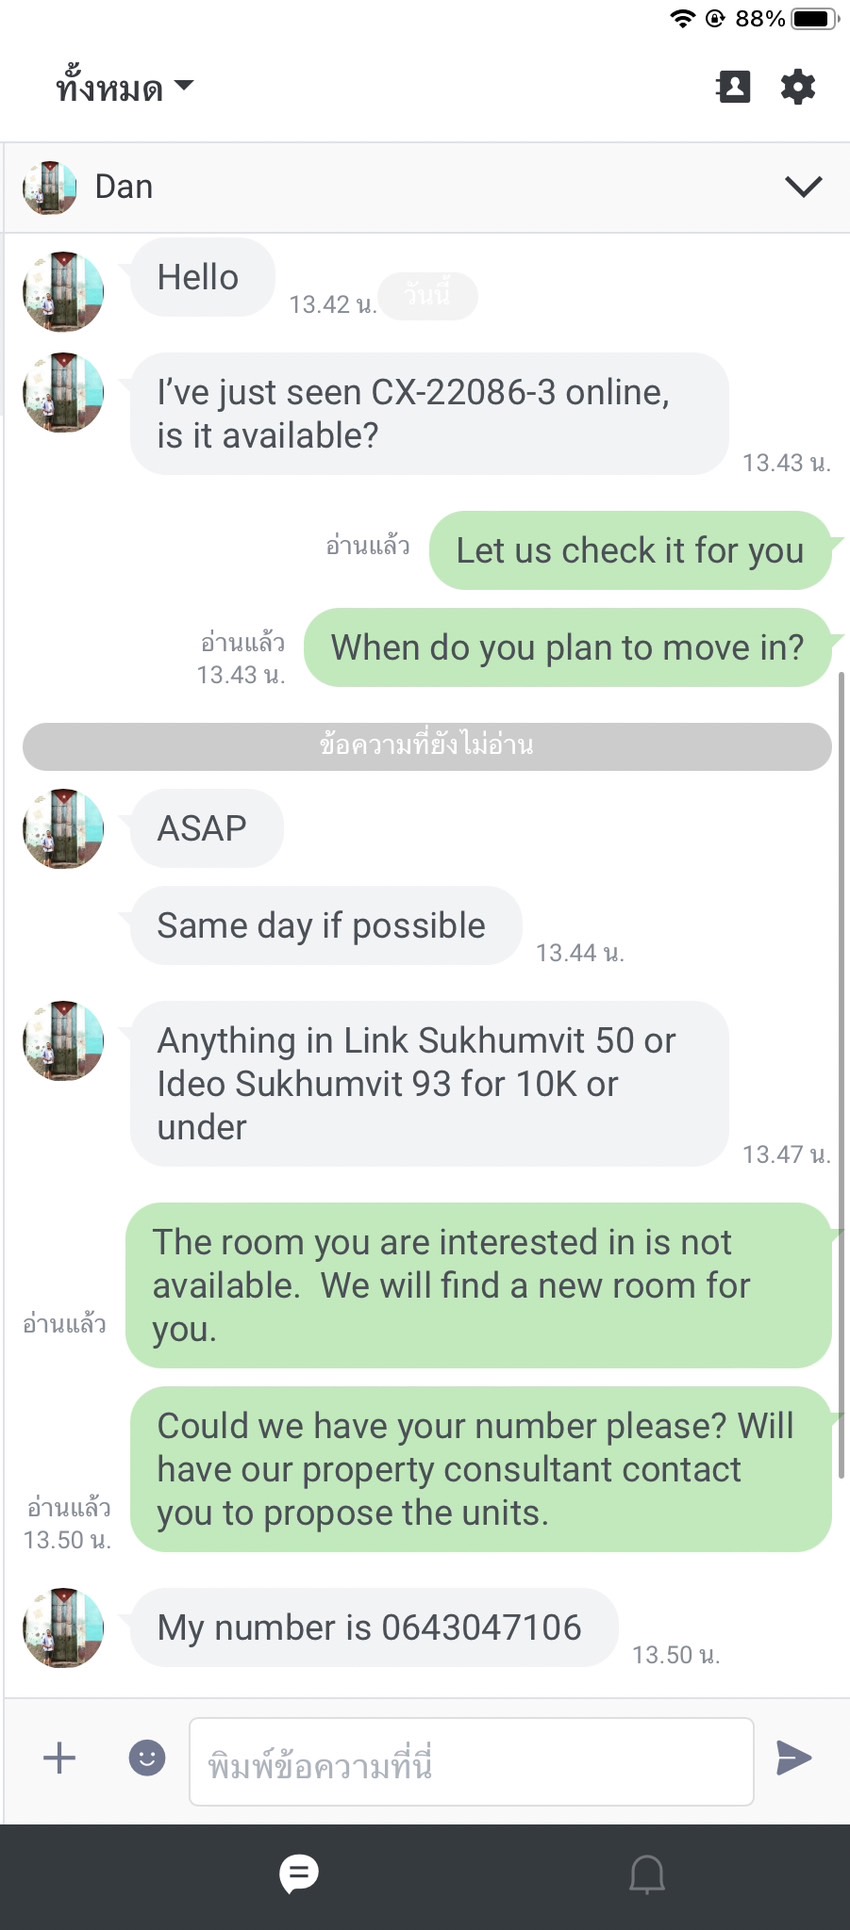 88%
ทั้งหมด
Dan
Hello
13.42 น.
วันนี้
I've just seen CX-22086-3 online,
is it available?
13.43 น.
อ่านแล้ว
Let us check it for you
อ่านแล้ว
13.43 น.
When do you plan to move in?
ข้อความที่ยังไม่อ่าน
ASAP
Same day if possible
13.44 น.
Anything in Link Sukhumvit 50 or
Ideo Sukhumvit 93 for 10K or
under
13.47 น.
The room you are interested in is not
available.  We will find a new room for
you.
อ่านแล้ว
Could we have your number please? Will
have our property consultant contact
you to propose the units.
อ่านแล้ว
13.50 น.
My number is 0643047106
13.50 น.
พิมพ์ข้อความที่นี่